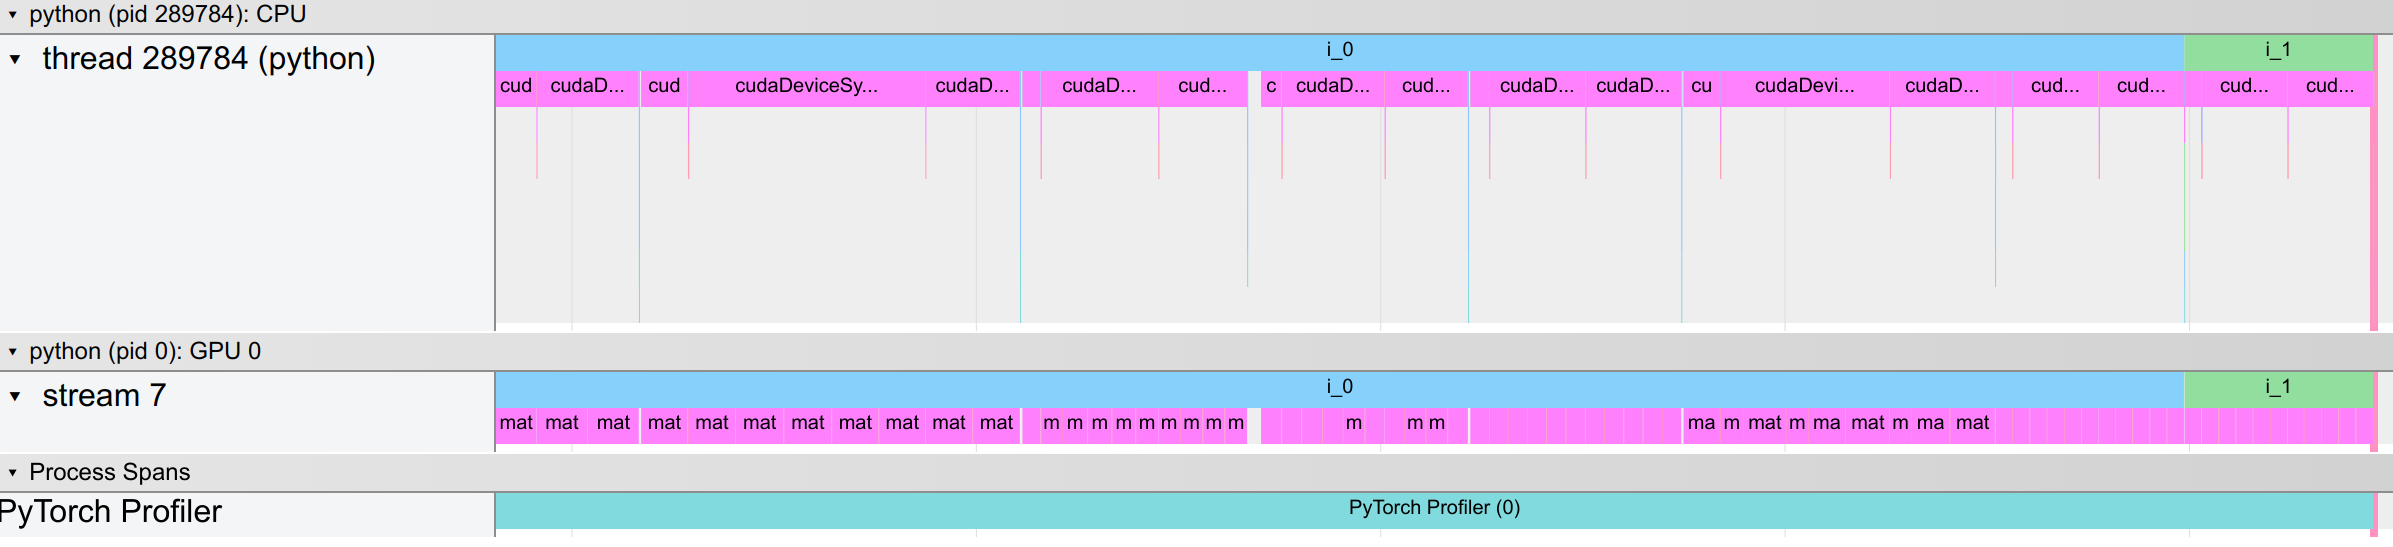 python (pid 289784): CPU
thread 289784 (python)
i_0 i_1
cud cudaD... cud cudaDeviceSy... cudaD... cudaD... cud... c cudaD... cud... cudaD... cudaD... cu cudaDevi... cudaD... cud... cud... cud... cud...
python (pid 0): GPU 0
stream 7
i_0 i_1
mat mat mat mat mat mat mat mat mat mat mat m m m m m m m m m m m m ma m mat m ma mat m ma mat
Process Spans
PyTorch Profiler
PyTorch Profiler (0)